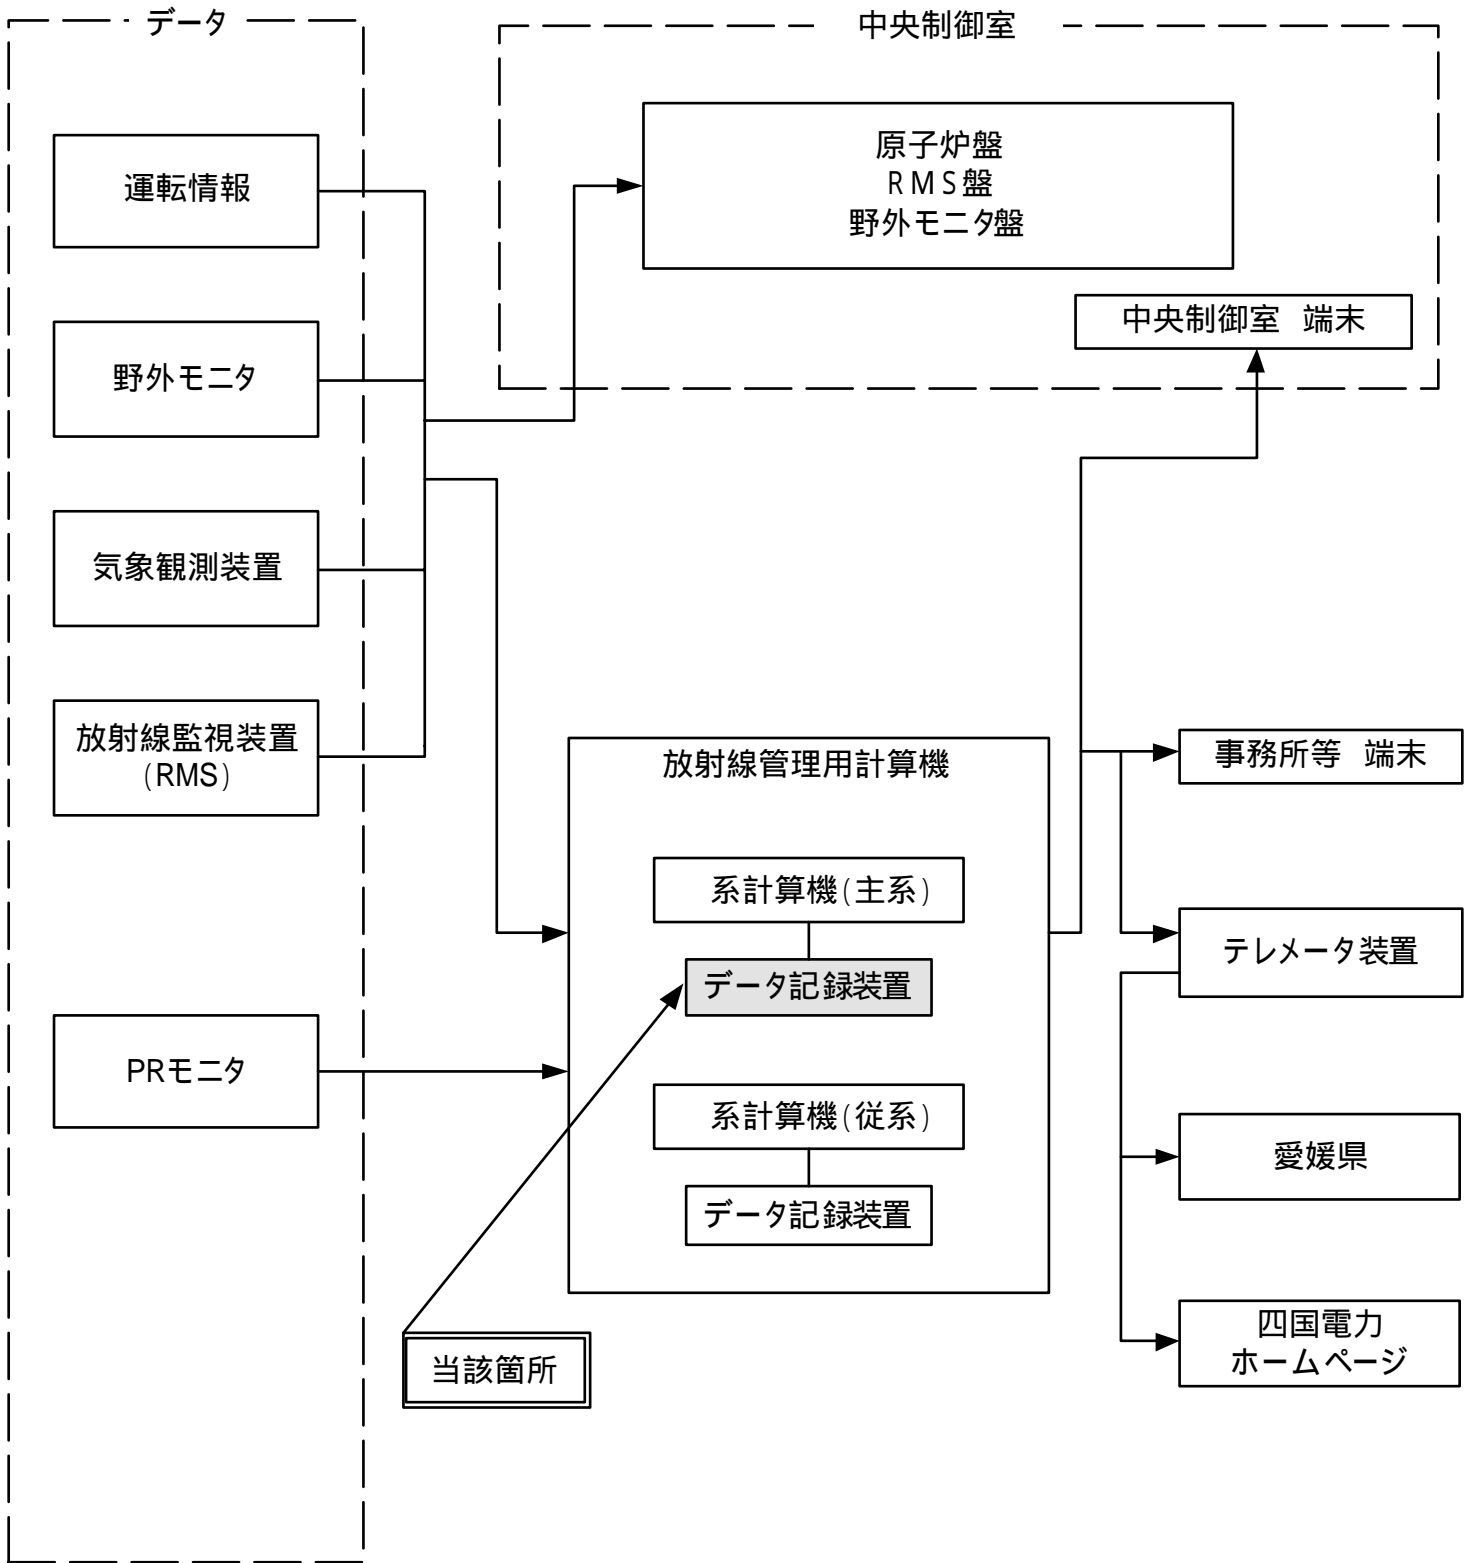 データ
中央制御室
運転情報
野外モニタ
気象観測装置
放射線監視装置
(RMS)
PRモニタ
原子炉盤
RMS盤
野外モニタ盤
中央制御室 端末
放射線管理用計算機
系計算機(主系)
データ記録装置
系計算機(従系)
データ記録装置
当該箇所
事務所等 端末
テレメータ装置
愛媛県
四国電力
ホームページ